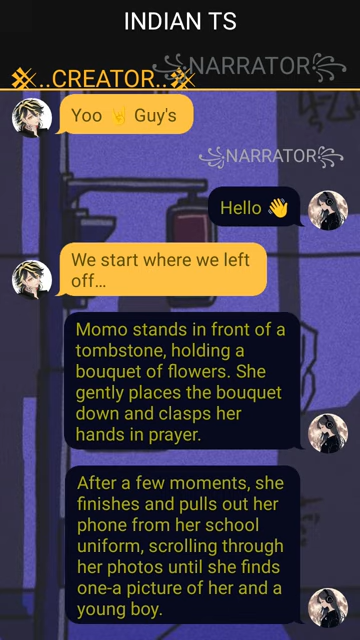 INDIAN TS
꧁NARRATOR꧂
※..CREATOR..※
Yoo 🤘 Guy's
꧁NARRATOR꧂
Hello 👋
We start where we left
off…
Momo stands in front of a
tombstone, holding a
bouquet of flowers. She
gently places the bouquet
down and clasps her
hands in prayer.
After a few moments, she
finishes and pulls out her
phone from her school
uniform, scrolling through
her photos until she finds
one-a picture of her and a
young boy.